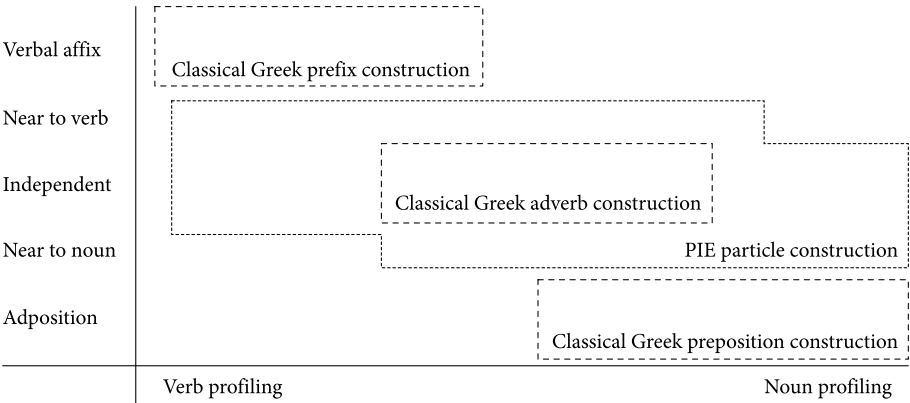 Verbal affix
Classical Greek prefix construction
Near to verb
Independent
Classical Greek adverb construction
Near to noun
PIE particle construction
Adposition
Classical Greek preposition construction
Verb profiling
Noun profiling